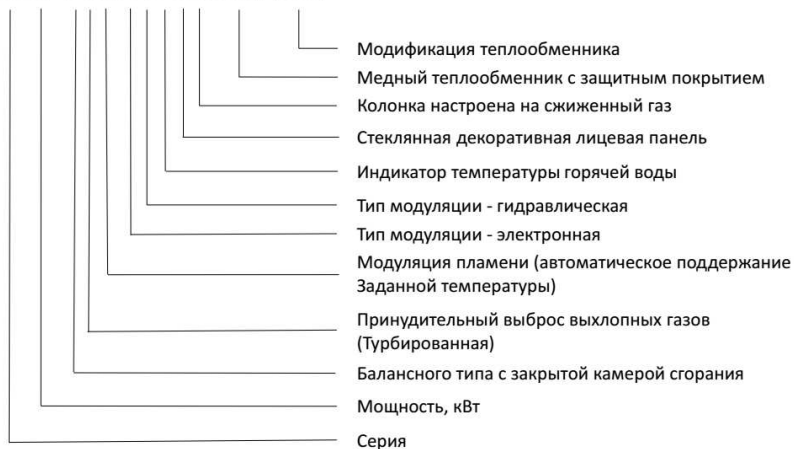 Модификация теплообменника
Медный теплообменник с защитным покрытием
Колонка настроена на сжиженный газ
Стеклянная декоративная лицевая панель
Индикатор температуры горячей воды
Тип модуляции - гидравлическая
Тип модуляции - электронная
Модуляция пламени (автоматическое поддержание
Заданной температуры)
Принудительный выброс выхлопных газов
(Турбированная)
Балансного типа с закрытой камерой сгорания
Мощность, кВт
Серия